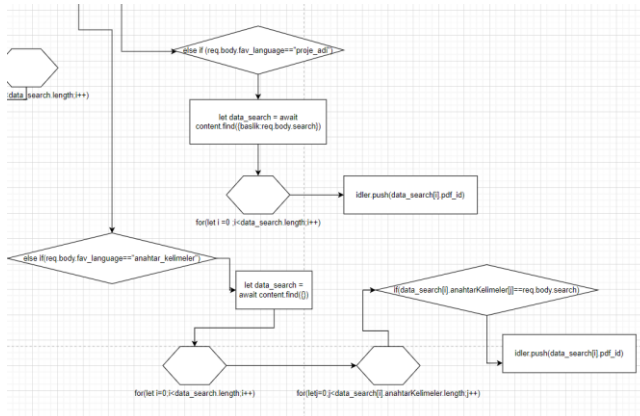 else if (req.body.fav_language=="proje_adi")
<data_search.length;i++)
let data_search = await
content.find({baslik:req.body.search})
idler.push(data_search[i].pdf_id)
for(let i =0 ;i<data_search.length;i++)
else if(req.body.fav_language=="anahtar_kelimeler")
let data_search =
await content.find({})
if(data_search[i].anahtarKelimeler[j]==req.body.search)
idler.push(data_search[i].pdf_id)
for(let i=0;i<data_search.length;i++)
for(letj=0;j<data_search[i].anahtarKelimeler.length;j++)